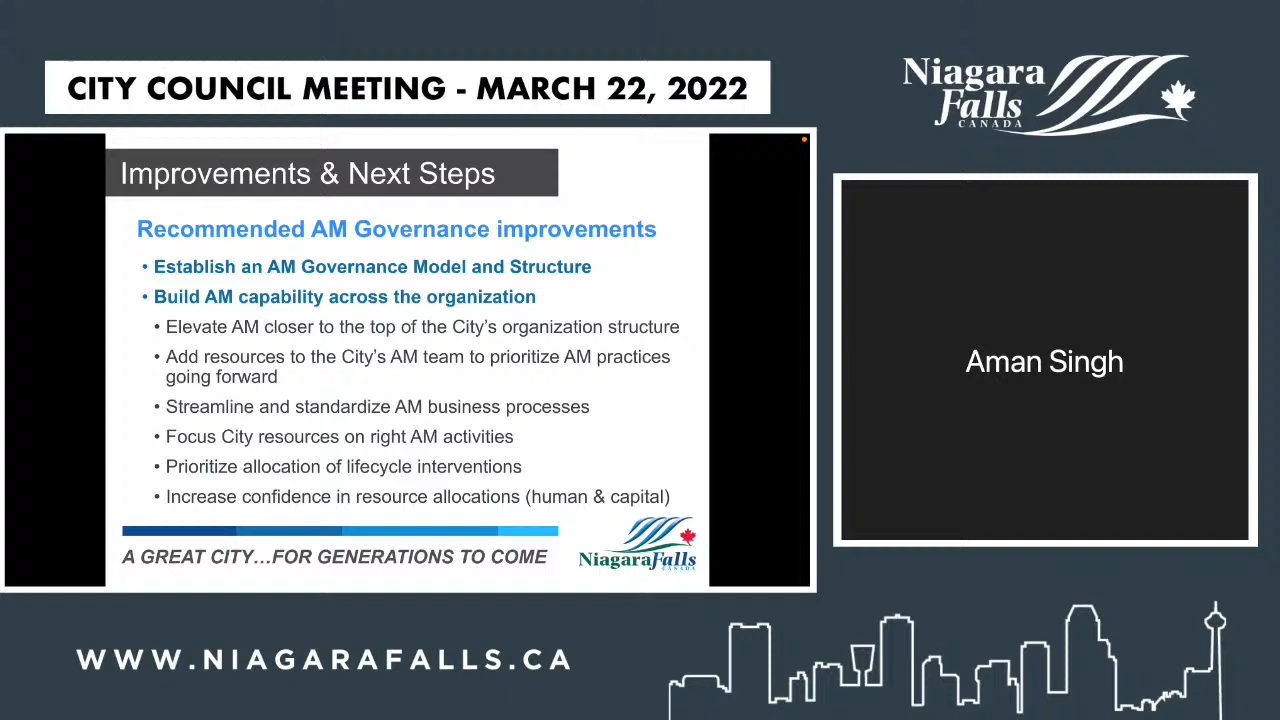 CITY COUNCIL MEETING - MARCH 22, 2022
Niagara
Falls
CANADA
Improvements & Next Steps
Recommended AM Governance improvements
• Establish an AM Governance Model and Structure
• Build AM capability across the organization
• Elevate AM closer to the top of the City's organization structure
• Add resources to the City's AM team to prioritize AM practices
going forward
• Streamline and standardize AM business processes
• Focus City resources on right AM activities
• Prioritize allocation of lifecycle interventions
• Increase confidence in resource allocations (human & capital)
A GREAT CITY...FOR GENERATIONS TO COME
NiagaraFalls
CANADA
Aman Singh
WWW.NIAGARAFALLS.CA